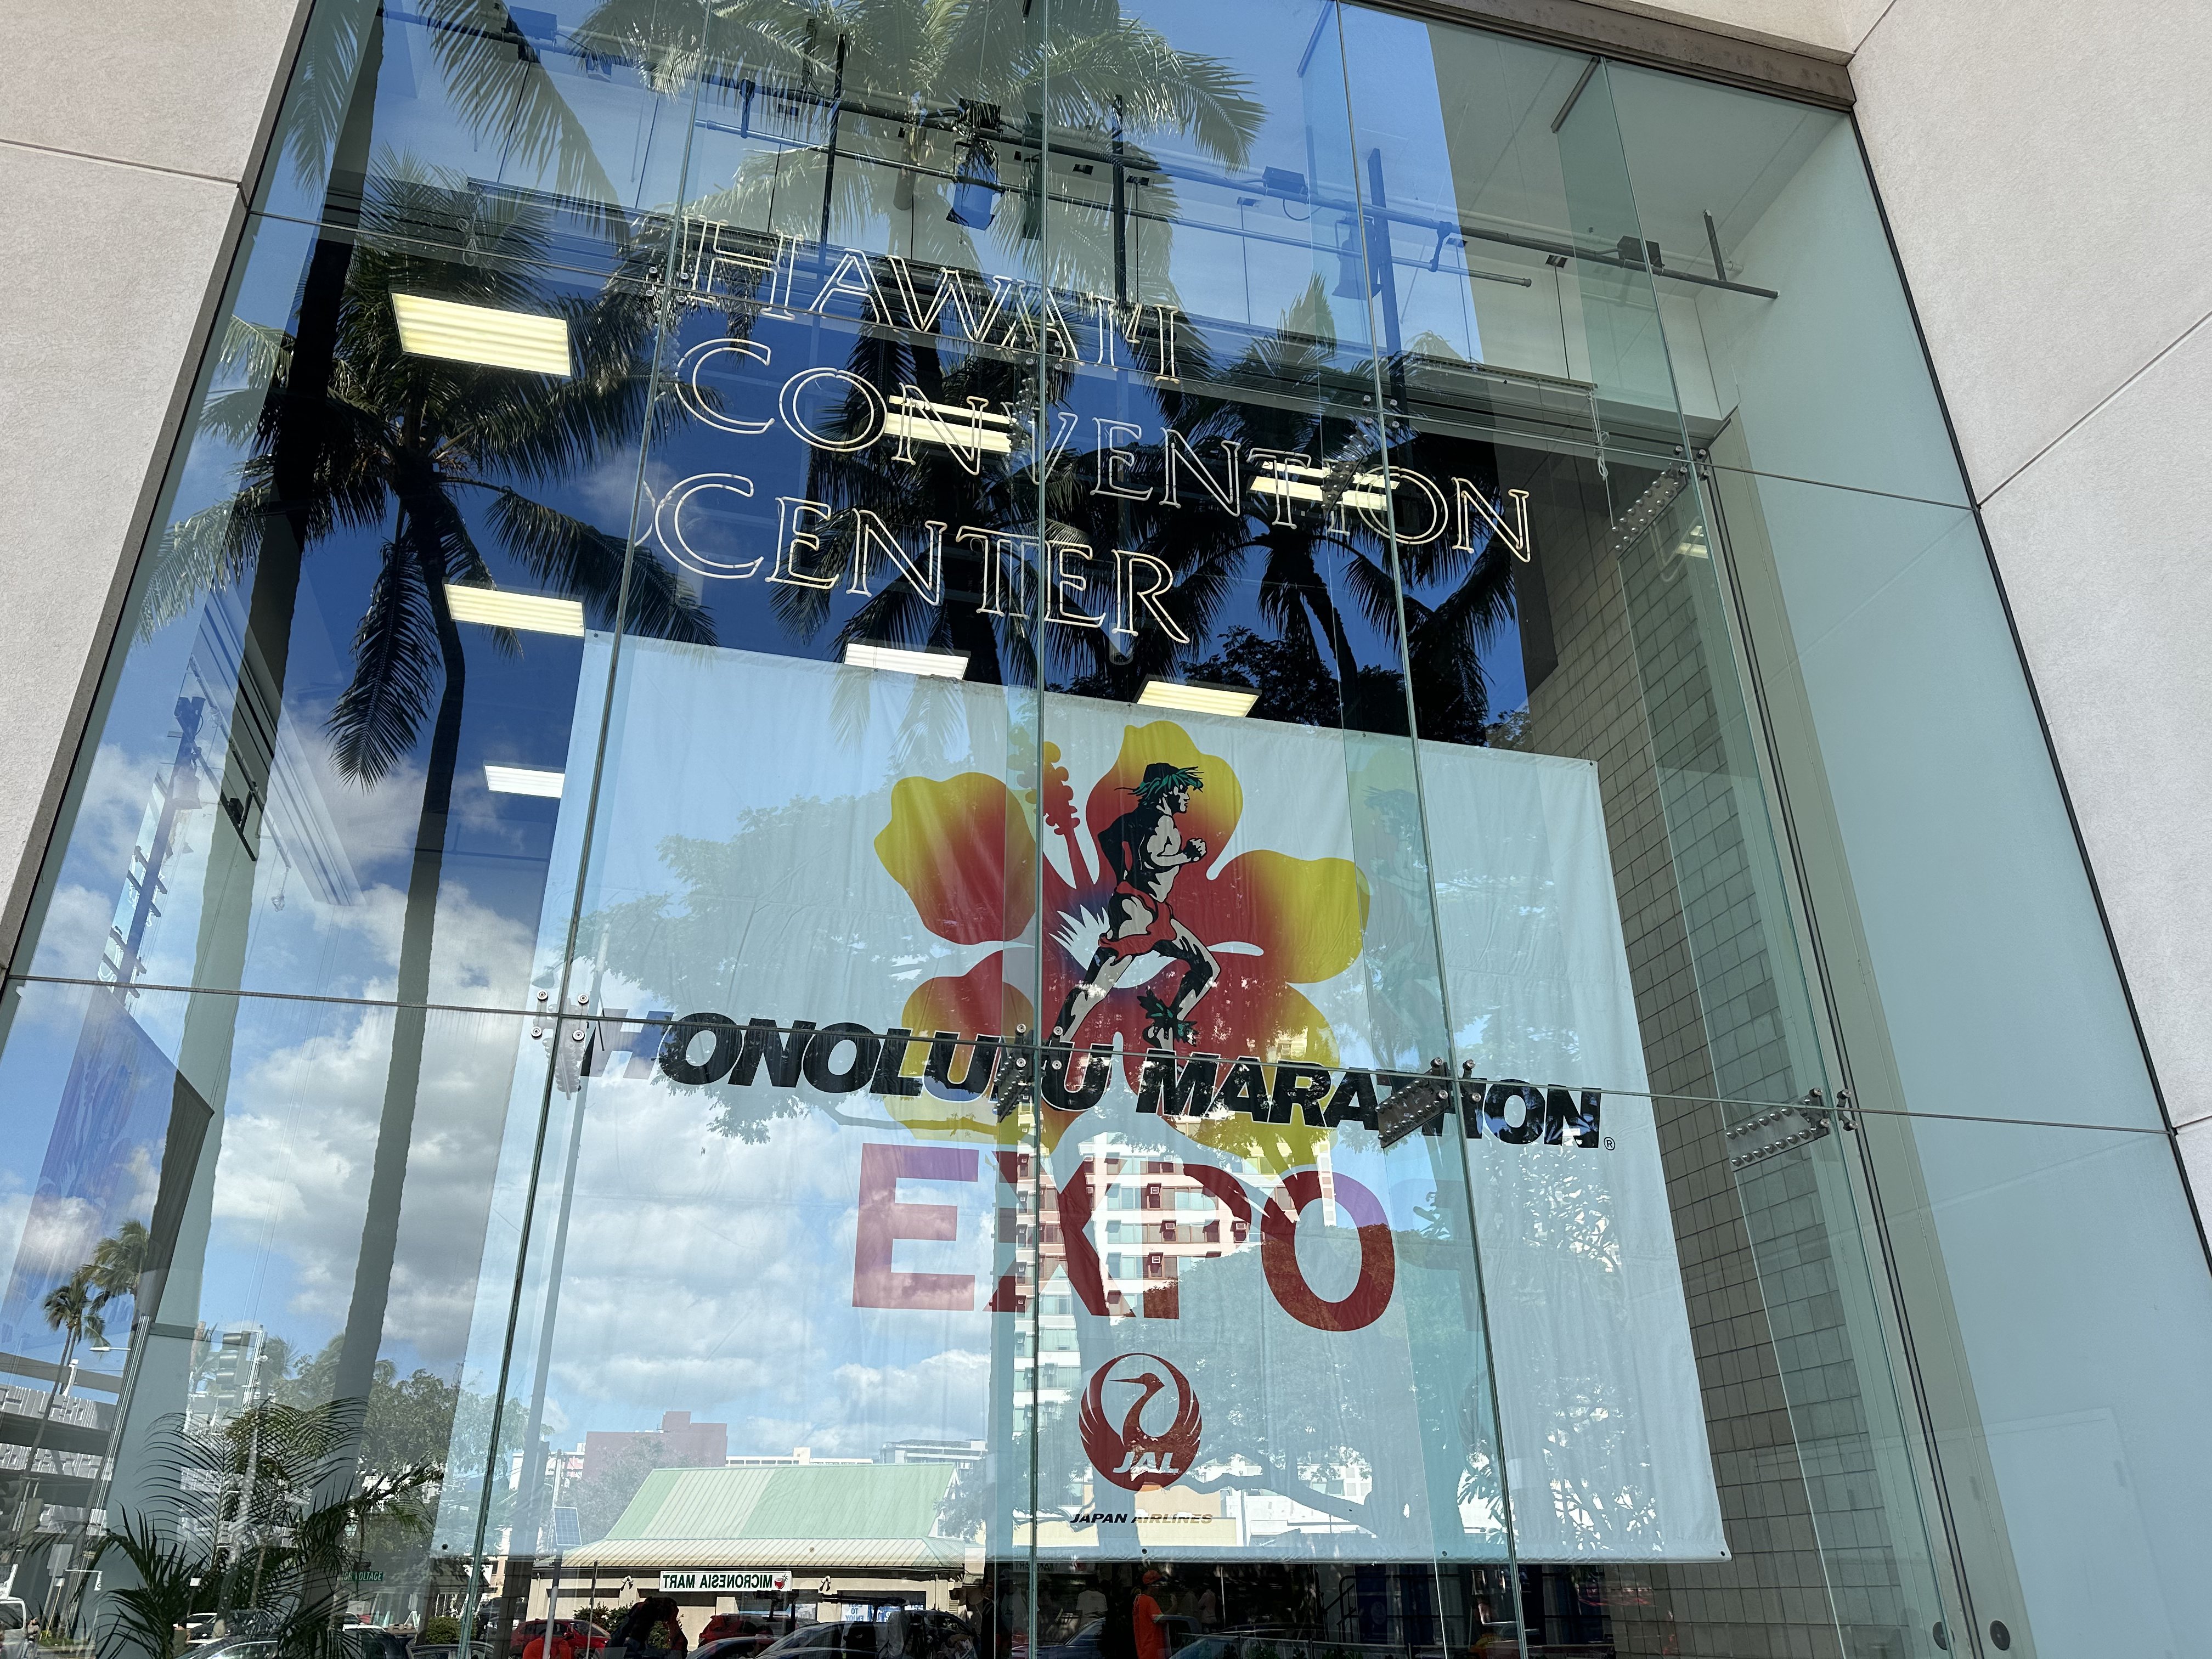 HAWAI'I
CONVENTION
CENTER
HONOLULU MARATHON®
EXPO
JAL
JAPAN AIRLINES
MICRONESIA MART